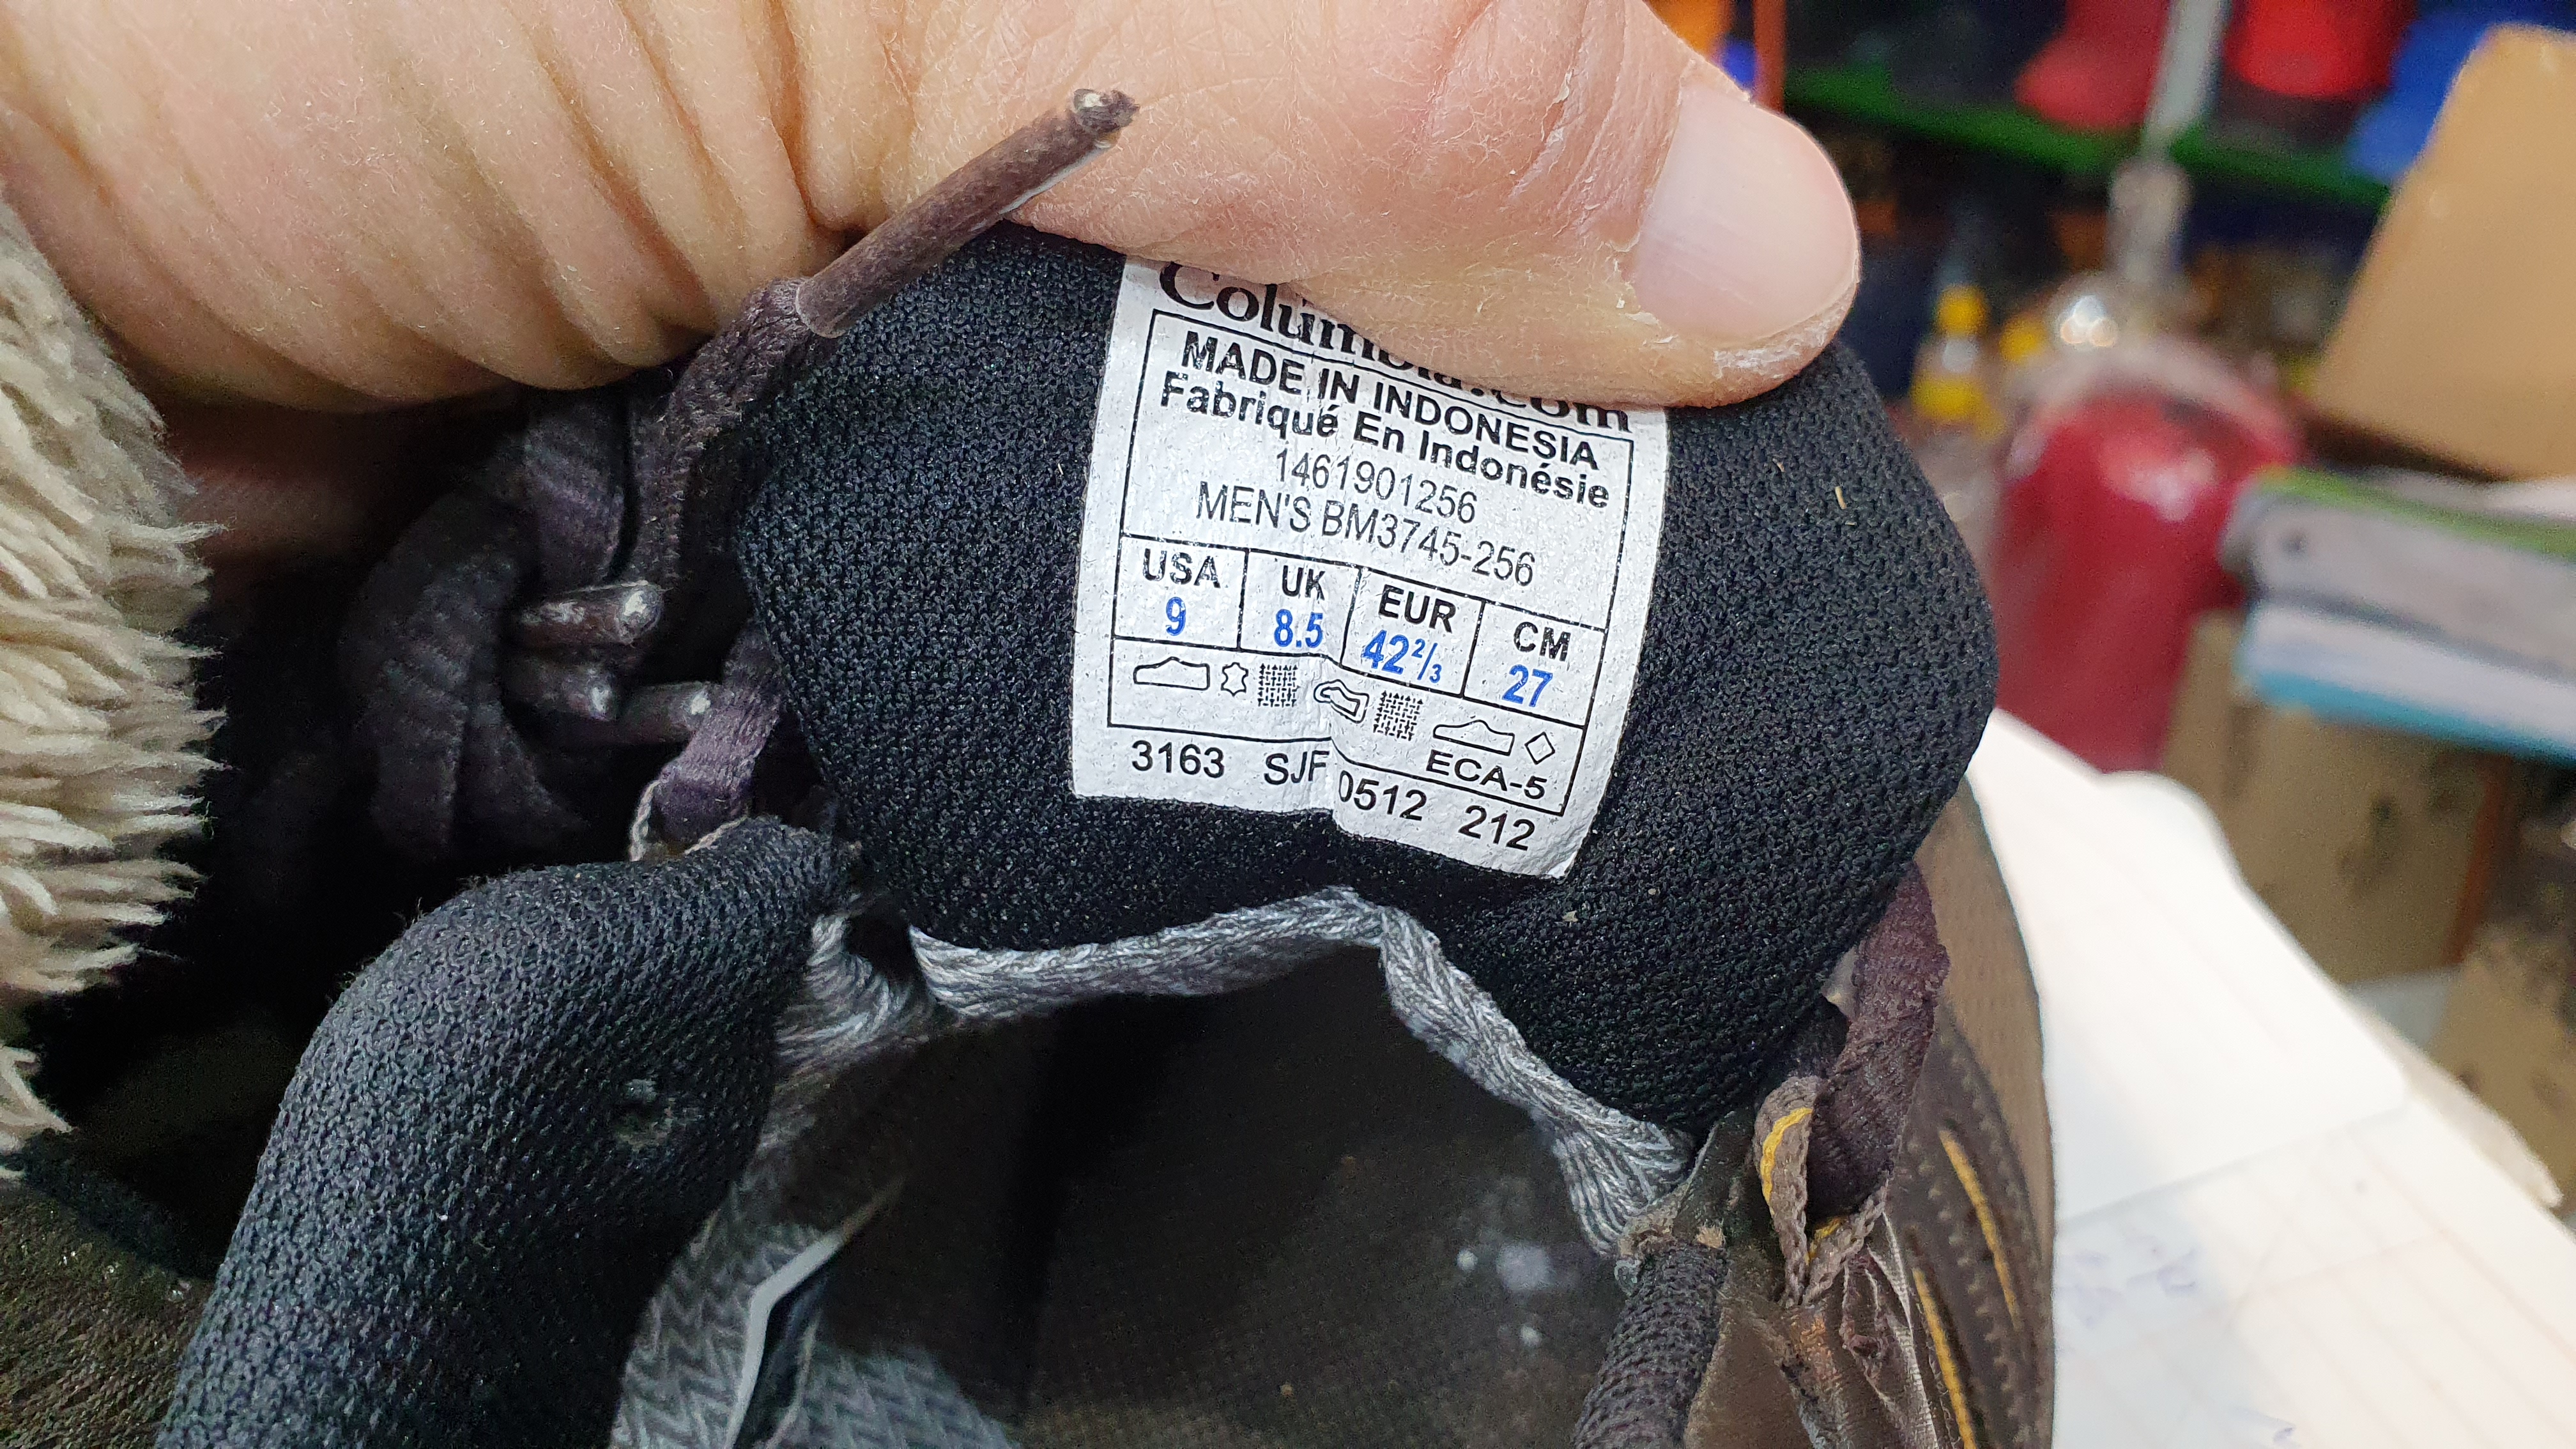 Columbia.com
MADE IN INDONESIA
Fabriqué En Indonésie
1461901256
MEN'S BM3745-256
USA UK EUR CM
9 8.5 42²/₃ 27
ECA-5
3163 SJF 0512 212